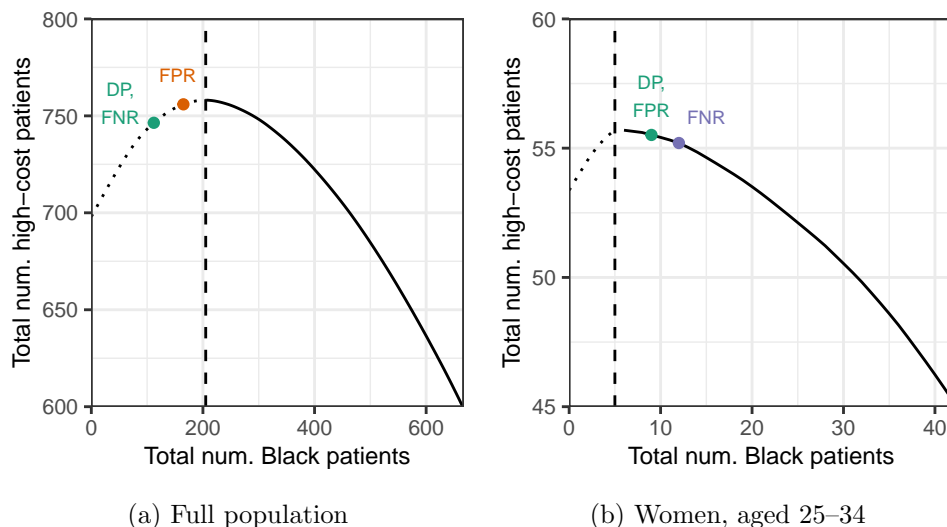 800
750
700
650
600
Total num. high−cost patients
DP,
FNR
FPR
0
200
400
600
Total num. Black patients
(a) Full population
60
55
50
45
Total num. high−cost patients
DP,
FPR
FNR
0
10
20
30
40
Total num. Black patients
(b) Women, aged 25–34